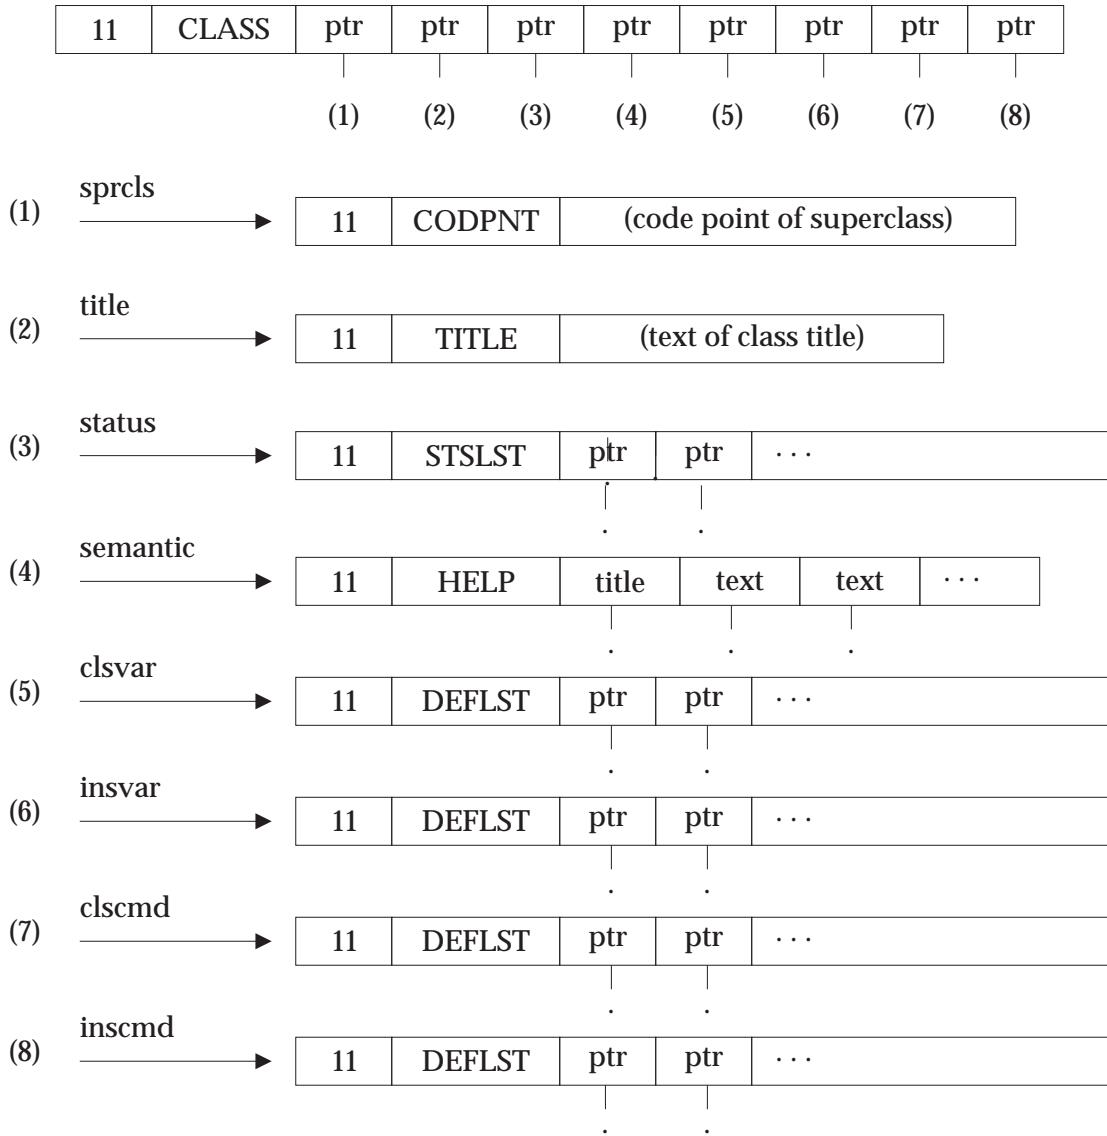 11 CLASS ptr ptr ptr ptr ptr ptr ptr ptr
(1) (2) (3) (4) (5) (6) (7) (8)
sprcls
(1) 11 CODPNT (code point of superclass)
title
(2) 11 TITLE (text of class title)
status
(3) 11 STSLST ptr ptr ...
semantic
(4) 11 HELP title text text ...
clsvar
(5) 11 DEFLST ptr ptr ...
insvar
(6) 11 DEFLST ptr ptr ...
clscmd
(7) 11 DEFLST ptr ptr ...
inscmd
(8) 11 DEFLST ptr ptr ...